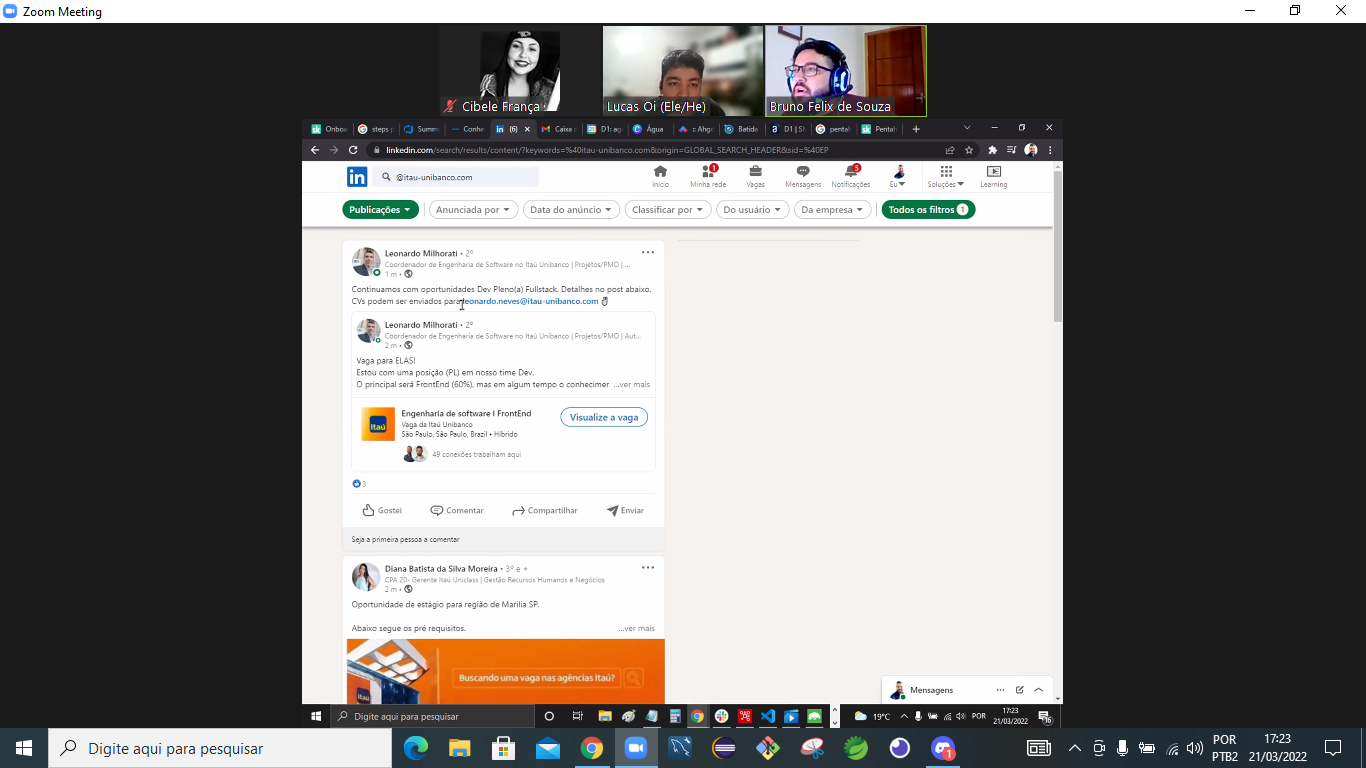 Zoom Meeting
Cibele França
Lucas Oi (Ele/He)
Bruno Felix de Souza
Onboa
steps p
Summ
Conhe
(6)
Caixa d
D1: ag
Água
:: Ahgo
Batida
D1 | S
pentah
Pentah
linkedin.com/search/results/content/?keywords=%40itau-unibanco.com&origin=GLOBAL_SEARCH_HEADER&sid=%40EP
@itau-unibanco.com
Início
1
Minha rede
Vagas
Mensagens
5
Notificações
Eu
Soluções
Learning
Publicações
Anunciada por
Data do anúncio
Classificar por
Do usuário
Da empresa
Todos os filtros 1
Leonardo Milhorati • 2º
Coordenador de Engenharia de Software no Itaú Unibanco | Projetos/PMO | ...
1 m •
Continuamos com oportunidades Dev Pleno(a) Fullstack. Detalhes no post abaixo.
CVs podem ser enviados para leonardo.neves@itau-unibanco.com
Leonardo Milhorati • 2º
Coordenador de Engenharia de Software no Itaú Unibanco | Projetos/PMO | Aut...
2 m •
Vaga para ELAS!
Estou com uma posição (PL) em nosso time Dev.
O principal será FrontEnd (60%), mas em algum tempo o conhecimer ...ver mais
Itaú
Engenharia de software I FrontEnd
Vaga da Itaú Unibanco
São Paulo, São Paulo, Brazil • Híbrido
Visualize a vaga
49 conexões trabalham aqui
3
Gostei
Comentar
Compartilhar
Enviar
Seja a primeira pessoa a comentar
Diana Batista da Silva Moreira • 3º e +
CPA 20- Gerente Itaú Uniclass | Gestão Recursos Humanos e Negócios
2 m •
Oportunidade de estágio para região de Marilia SP.
Abaixo segue os pré requisitos.
...ver mais
Itaú
Buscando uma vaga nas agências Itaú?
Mensagens
Digite aqui para pesquisar
19°C
POR
17:23
21/03/2022
16
Digite aqui para pesquisar
1
POR
PTB2
17:23
21/03/2022